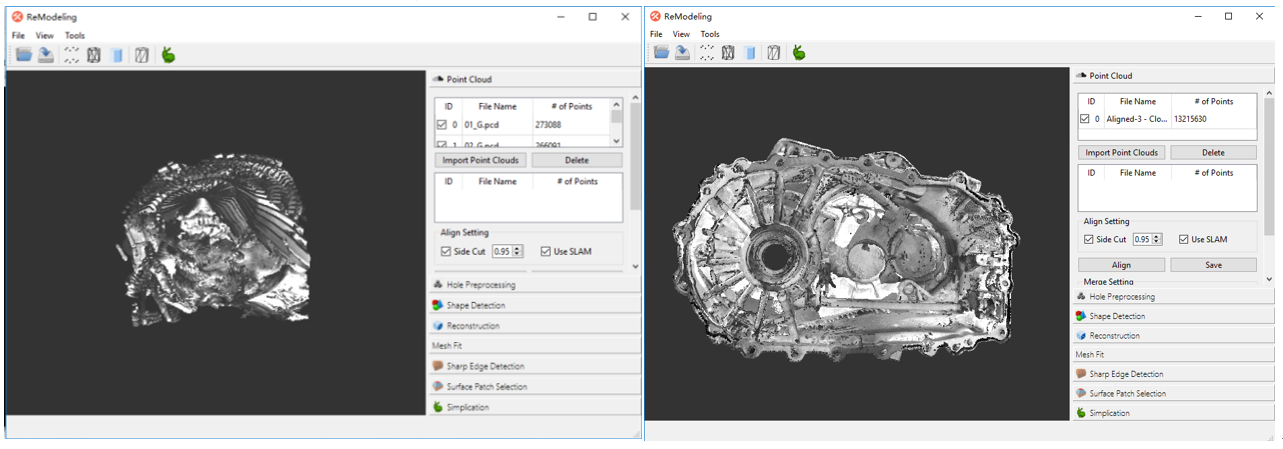 ReModeling
File View Tools
Point Cloud
ID File Name # of Points
0 01_G.pcd 273088
1 02_G.pcd 266091
Import Point Clouds Delete
ID File Name # of Points
Align Setting
Side Cut 0.95 Use SLAM
Hole Preprocessing
Shape Detection
Reconstruction
Mesh Fit
Sharp Edge Detection
Surface Patch Selection
Simplication
ReModeling
File View Tools
Point Cloud
ID File Name # of Points
0 Aligned-3 - Clo... 13215630
Import Point Clouds Delete
ID File Name # of Points
Align Setting
Side Cut 0.95 Use SLAM
Align Save
Merge Setting
Hole Preprocessing
Shape Detection
Reconstruction
Mesh Fit
Sharp Edge Detection
Surface Patch Selection
Simplication